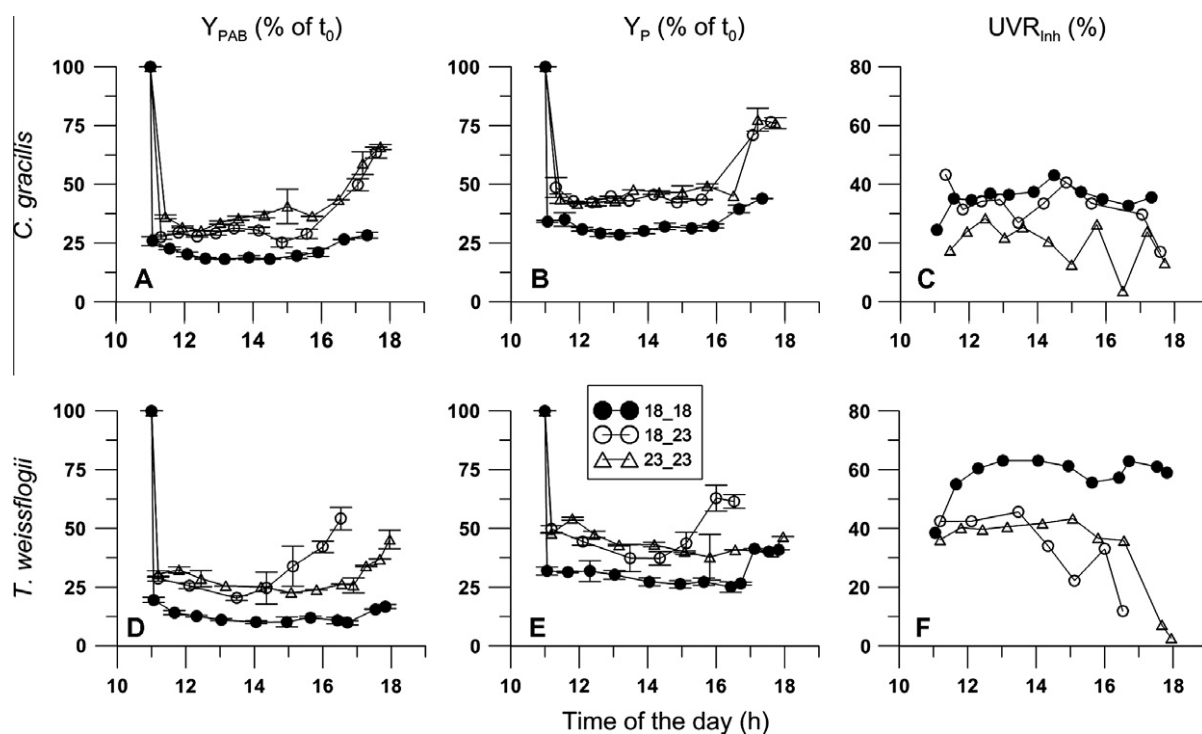 Y_PAB (% of t_0) Y_P (% of t_0) UVR_Inh (%)
C. gracilis
100 75 50 25 0
A
10 12 14 16 18
100 75 50 25 0
B
10 12 14 16 18
80 60 40 20 0
C
10 12 14 16 18
T. weissflogii
100 75 50 25 0
D
10 12 14 16 18
100 75 50 25 0
18_18
18_23
23_23
E
10 12 14 16 18
80 60 40 20 0
F
10 12 14 16 18
Time of the day (h)